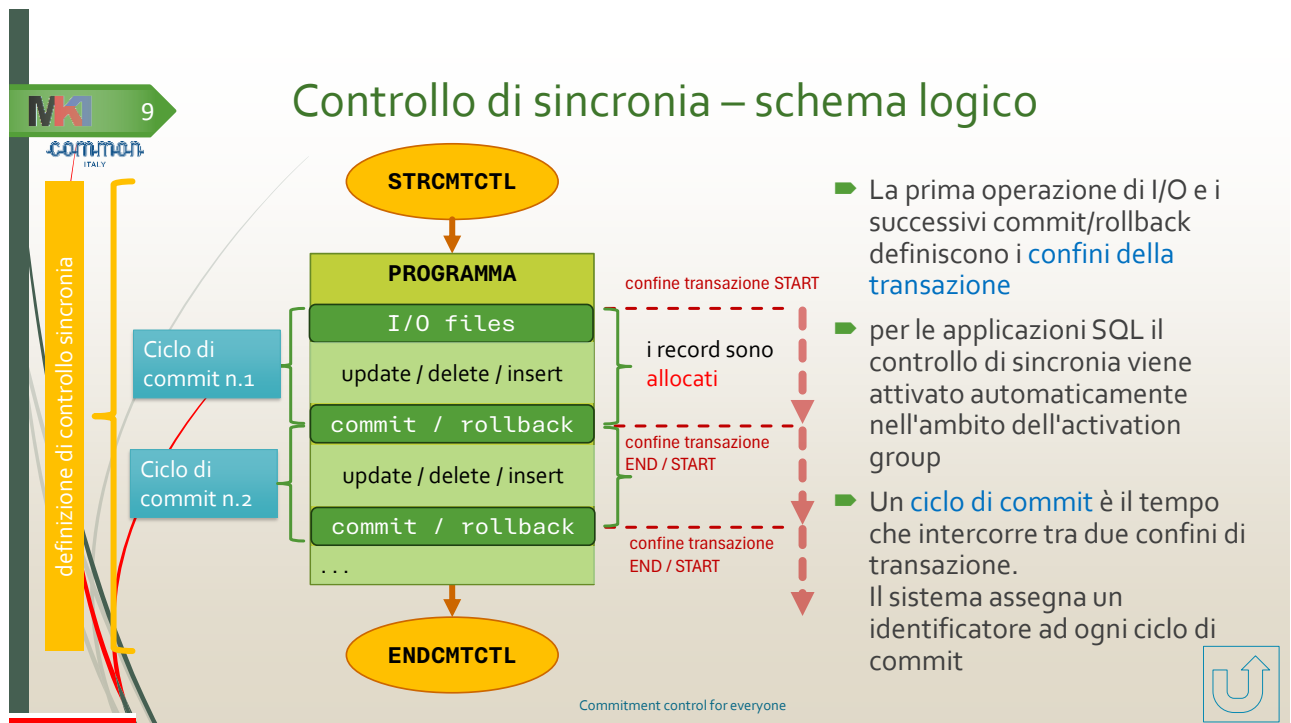 Controllo di sincronia – schema logico
MK1
9
common
ITALY
definizione di controllo sincronia
STRCMTCTL
PROGRAMMA
I/O files
update / delete / insert
commit / rollback
update / delete / insert
commit / rollback
...
ENDCMTCTL
Ciclo di
commit n.1
Ciclo di
commit n.2
confine transazione START
i record sono
allocati
confine transazione
END / START
confine transazione
END / START
La prima operazione di I/O e i
successivi commit/rollback
definiscono i confini della
transazione
per le applicazioni SQL il
controllo di sincronia viene
attivato automaticamente
nell'ambito dell'activation
group
Un ciclo di commit è il tempo
che intercorre tra due confini di
transazione.
Il sistema assegna un
identificatore ad ogni ciclo di
commit
Commitment control for everyone